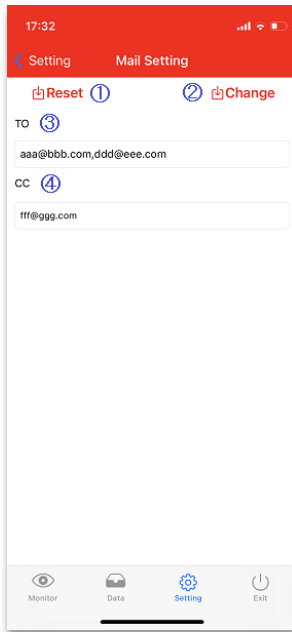 17:32
Setting Mail Setting
Reset ① ② Change
TO ③
aaa@bbb.com,ddd@eee.com
CC ④
fff@ggg.com
Monitor Data Setting Exit